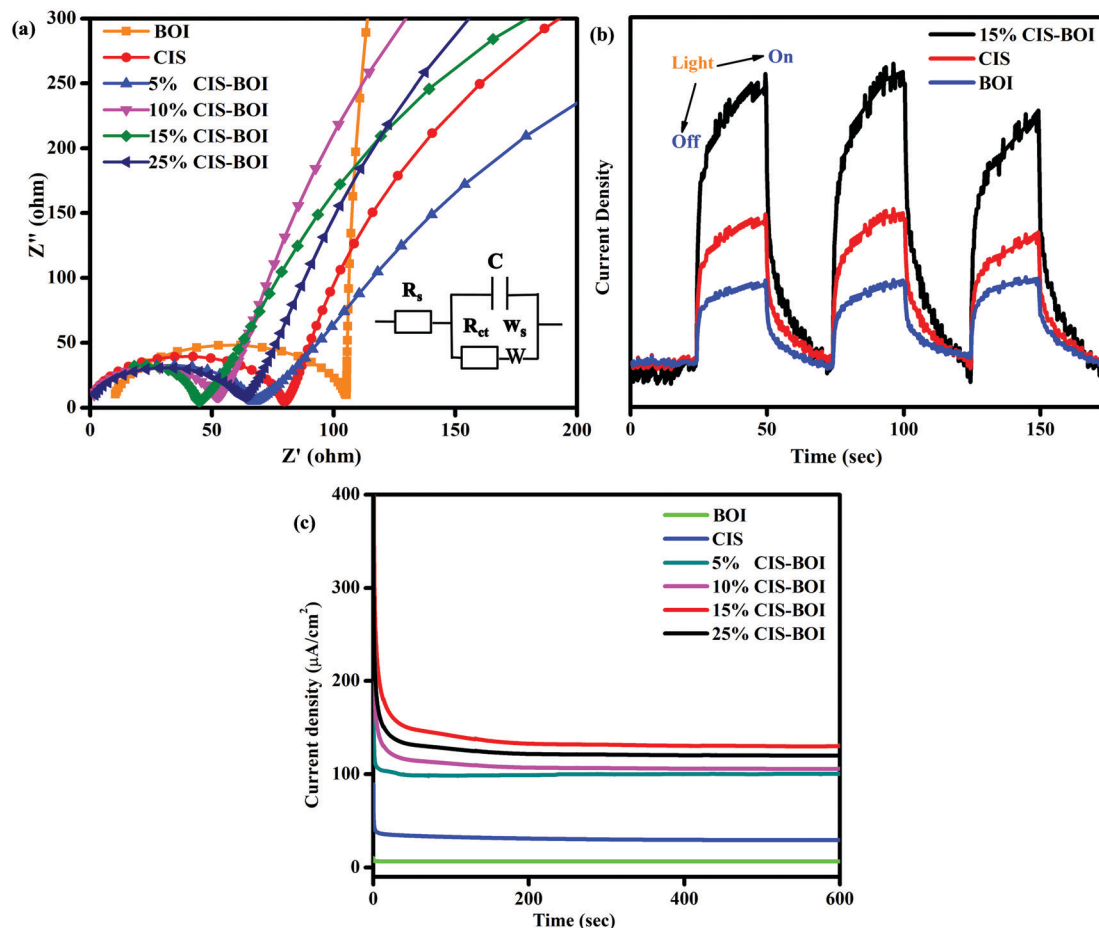 (a)
BOI
CIS
5% CIS-BOI
10% CIS-BOI
15% CIS-BOI
25% CIS-BOI
300
250
200
150
100
50
0
Z'' (ohm)
0 50 100 150 200
Z' (ohm)
C
Rs
Rct
ws
W
(b)
15% CIS-BOI
CIS
BOI
Light
On
Off
Current Density
0 50 100 150
Time (sec)
(c)
BOI
CIS
5% CIS-BOI
10% CIS-BOI
15% CIS-BOI
25% CIS-BOI
400
300
200
100
0
Current density (µA/cm²)
0 200 400 600
Time (sec)